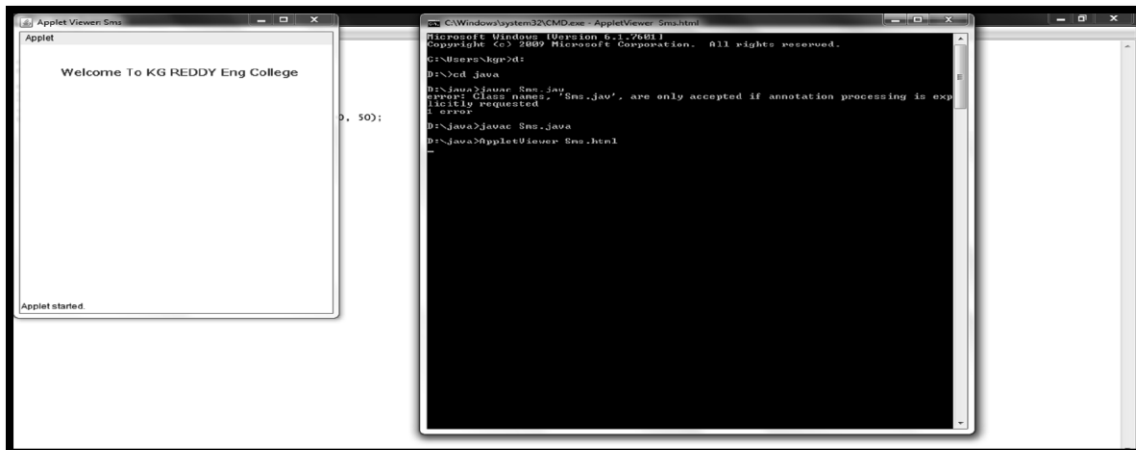 Applet Viewer: Sms
Applet
Welcome To KG REDDY Eng College
Applet started.
0, 50);
C:\Windows\system32\CMD.exe - AppletViewer Sms.html
Microsoft Windows [Version 6.1.7601]
Copyright (c) 2009 Microsoft Corporation.  All rights reserved.
C:\Users\kgr>d:
D:\>cd java
D:\java>javac Sms.jav
error: Class names, 'Sms.jav', are only accepted if annotation processing is exp
licitly requested
1 error
D:\java>javac Sms.java
D:\java>AppletViewer Sms.html